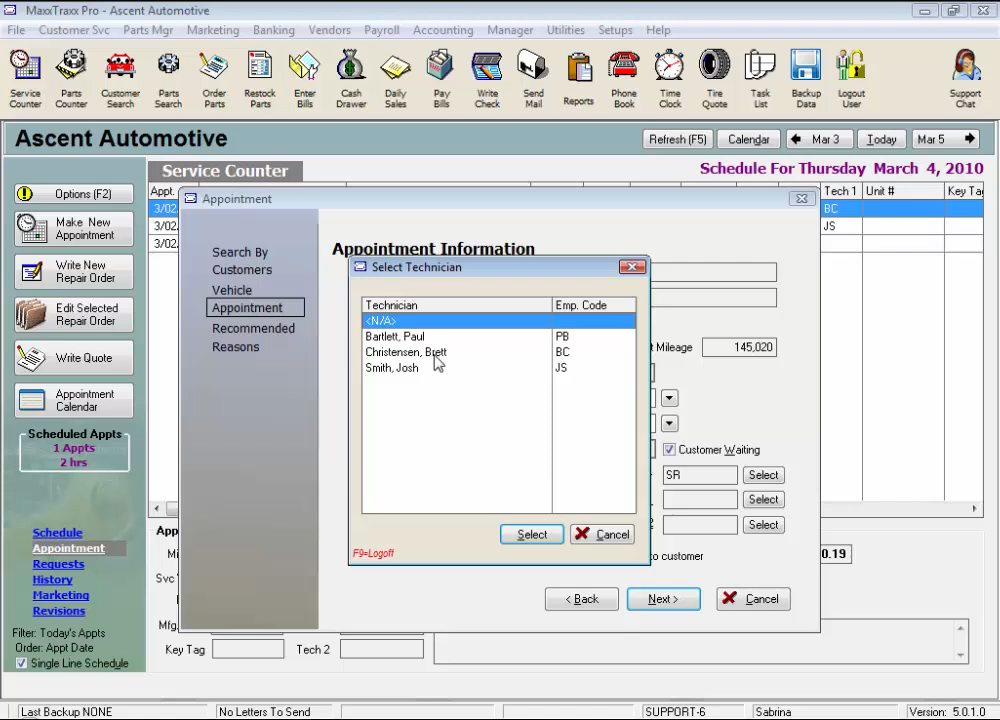 MaxxTraxx Pro - Ascent Automotive
File Customer Svc Parts Mgr Marketing Banking Vendors Payroll Accounting Manager Utilities Setups Help
Service Counter
Parts Counter
Customer Search
Parts Search
Order Parts
Restock Parts
Enter Bills
Cash Drawer
Daily Sales
Pay Bills
Write Check
Send Mail
Reports
Phone Book
Time Clock
Tire Quote
Task List
Backup Data
Logout User
Support Chat
Ascent Automotive
Refresh (F5) Calendar Mar 3 Today Mar 5
Service Counter
Schedule For Thursday March 4, 2010
Options (F2)
Make New Appointment
Write New Repair Order
Edit Selected Repair Order
Write Quote
Appointment Calendar
Scheduled Appts
1 Appts
2 hrs
Schedule
Appointment
Requests
History
Marketing
Revisions
Filter: Today's Appts
Order: Appt Date
Single Line Schedule
Appt. Tech 1 Unit # Key Tag
3/02 BC
3/02 JS
3/02
Appointment
Search By
Customers
Vehicle
Appointment
Recommended
Reasons
Appointment Information
Mileage 145,020
Customer Waiting
SR Select
Select
Select
to customer
< Back Next > Cancel
Select Technician
Technician Emp. Code
<N/A>
Bartlett, Paul PB
Christensen, Brett BC
Smith, Josh JS
Select Cancel
F9=Logoff
App
Mi
Svc
Mfg.
0.19
Key Tag Tech 2
Last Backup NONE No Letters To Send SUPPORT-6 Sabrina Version: 5.0.1.0